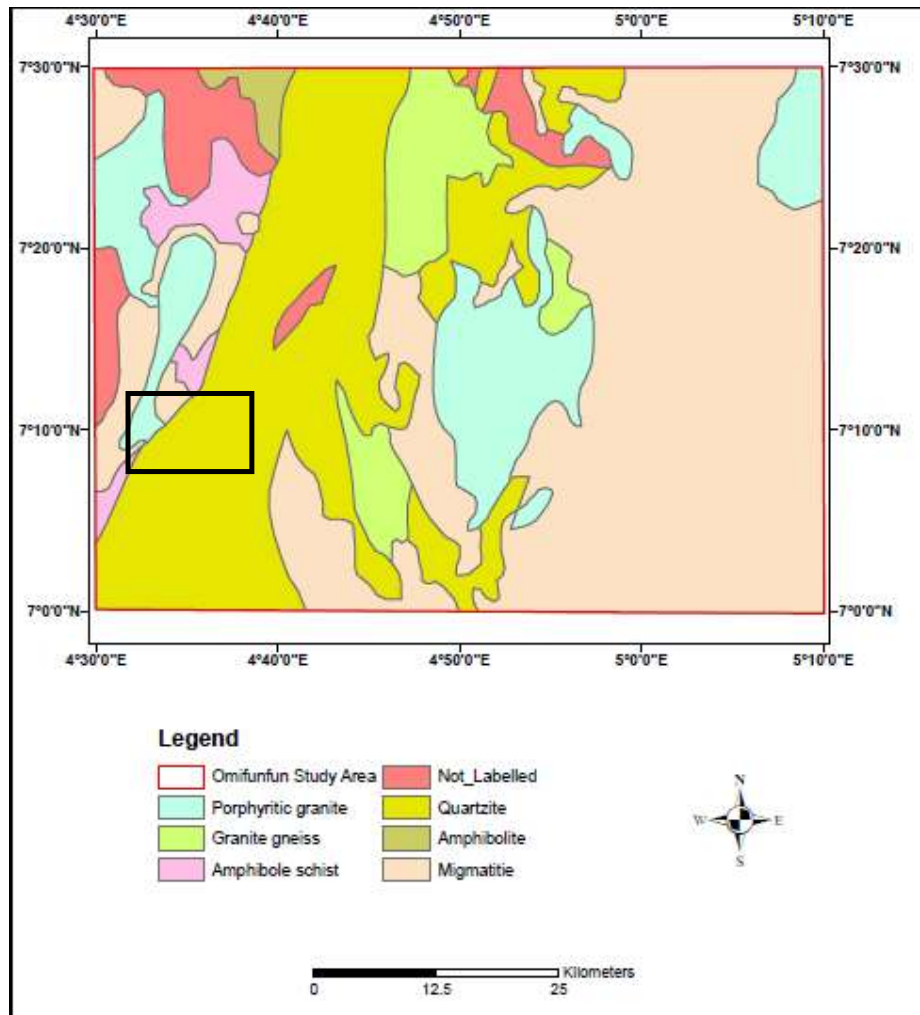 4°30'0"E 4°40'0"E 4°50'0"E 5°0'0"E 5°10'0"E
7°30'0"N 7°30'0"N
7°20'0"N 7°20'0"N
7°10'0"N 7°10'0"N
7°0'0"N 7°0'0"N
4°30'0"E 4°40'0"E 4°50'0"E 5°0'0"E 5°10'0"E
Legend
Omifunfun Study Area Not_Labelled
Porphyritic granite Quartzite
Granite gneiss Amphibolite
Amphibole schist Migmatitie
N
W E
S
Kilometers
0 12.5 25